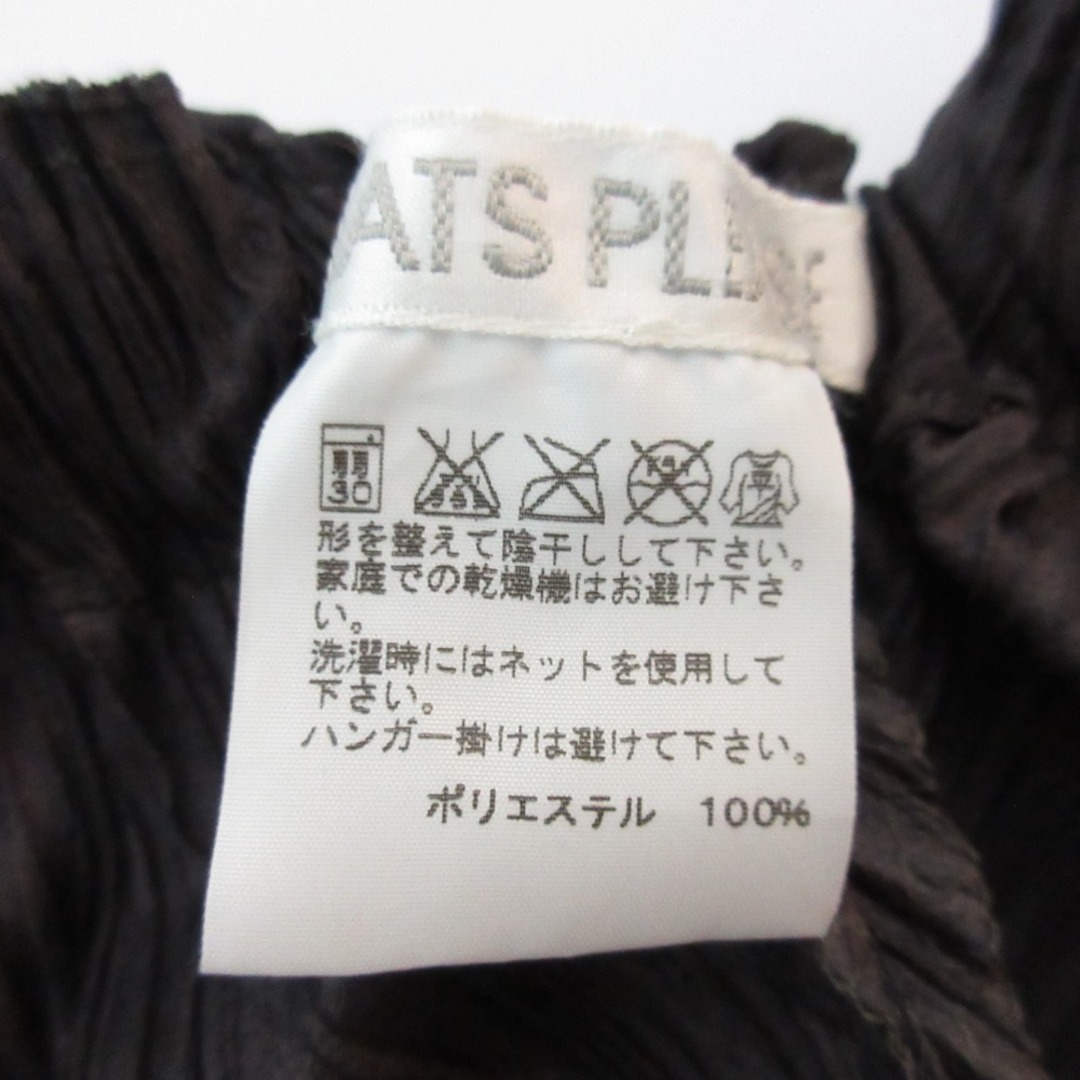 ATS PLEASE
弱
30
形を整えて陰干しして下さい。
家庭での乾燥機はお避け下さ
い。
洗濯時にはネットを使用して
下さい。
ハンガー掛けは避けて下さい。
ポリエステル 100%